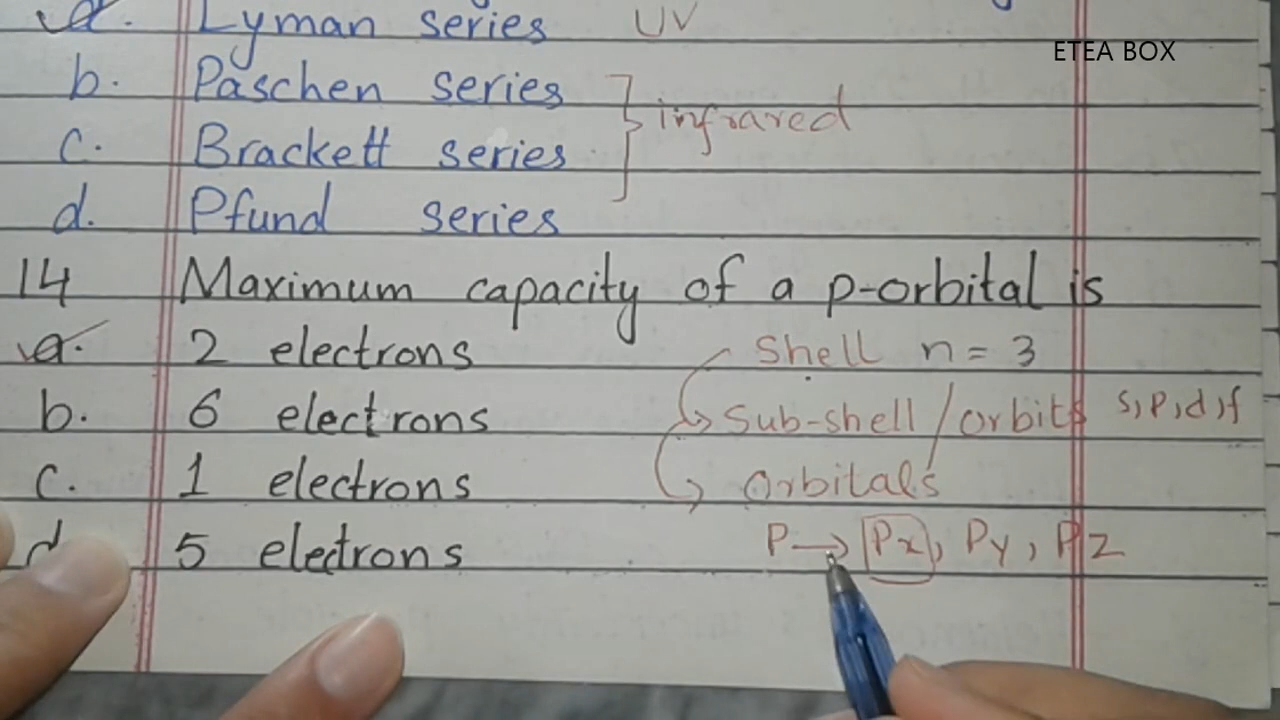 a. Lyman series UV
ETEA BOX
b. Paschen series
infrared
c. Brackett series
d. Pfund series
14 Maximum capacity of a p-orbital is
a. 2 electrons Shell n = 3
b. 6 electrons Sub-shell / orbits s, p, d, f
c. 1 electrons Orbitals
d 5 electrons P → Px, Py, Pz